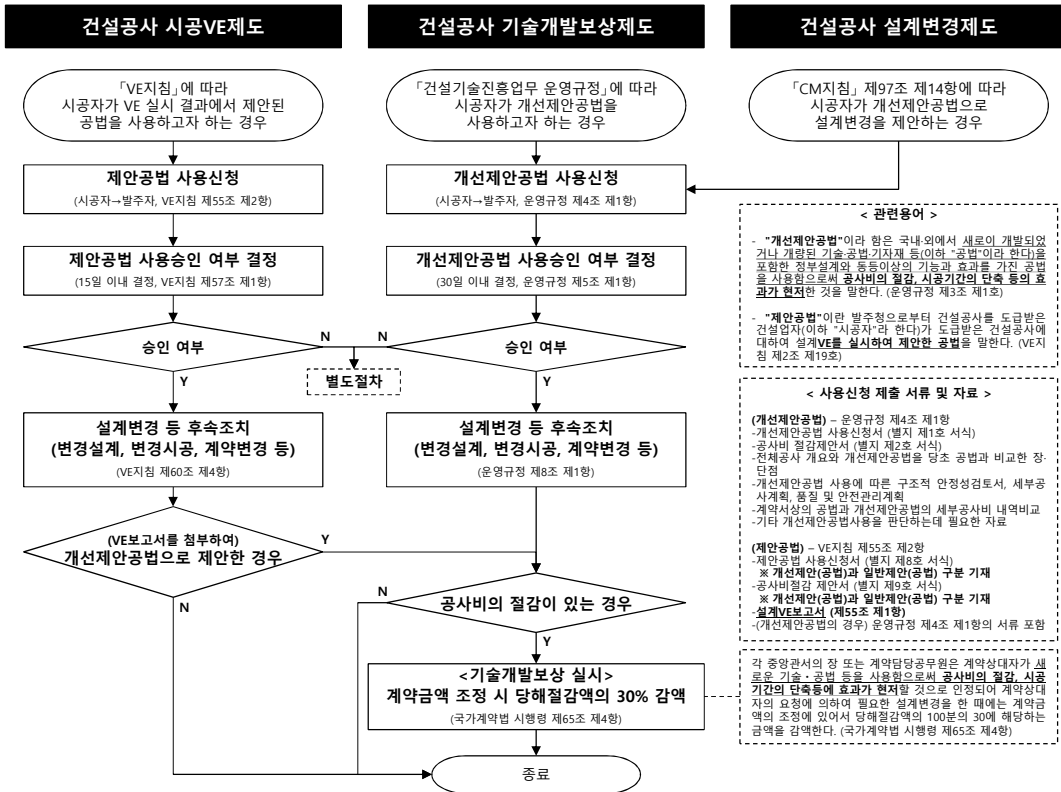 건설공사 시공VE제도
건설공사 기술개발보상제도
건설공사 설계변경제도
「VE지침」에 따라
시공자가 VE 실시 결과에서 제안된
공법을 사용하고자 하는 경우
「건설기술진흥업무 운영규정」에 따라
시공자가 개선제안공법을
사용하고자 하는 경우
「CM지침」 제97조 제14항에 따라
시공자가 개선제안공법으로
설계변경을 제안하는 경우
제안공법 사용신청
(시공자→발주자, VE지침 제55조 제2항)
개선제안공법 사용신청
(시공자→발주자, 운영규정 제4조 제1항)
제안공법 사용승인 여부 결정
(15일 이내 결정, VE지침 제57조 제1항)
개선제안공법 사용승인 여부 결정
(30일 이내 결정, 운영규정 제5조 제1항)
승인 여부
N
N
승인 여부
별도절차
Y
Y
설계변경 등 후속조치
(변경설계, 변경시공, 계약변경 등)
(VE지침 제60조 제4항)
설계변경 등 후속조치
(변경설계, 변경시공, 계약변경 등)
(운영규정 제8조 제1항)
(VE보고서를 첨부하여)
개선제안공법으로 제안한 경우
Y
N
N
공사비의 절감이 있는 경우
Y
<기술개발보상 실시>
계약금액 조정 시 당해절감액의 30% 감액
(국가계약법 시행령 제65조 제4항)
종료
< 관련용어 >
- "개선제안공법"이라 함은 국내·외에서 새로이 개발되었
거나 개량된 기술·공법·기자재 등(이하 "공법"이라 한다)을
포함한 정부설계와 동등이상의 기능과 효과를 가진 공법
을 사용함으로써 공사비의 절감, 시공기간의 단축 등의 효
과가 현저한 것을 말한다. (운영규정 제3조 제1호)
- "제안공법"이란 발주청으로부터 건설공사를 도급받은
건설업자(이하 "시공자"라 한다)가 도급받은 건설공사에
대하여 설계VE를 실시하여 제안한 공법을 말한다. (VE지
침 제2조 제19호)
< 사용신청 제출 서류 및 자료 >
(개선제안공법) – 운영규정 제4조 제1항
-개선제안공법 사용신청서 (별지 제1호 서식)
-공사비 절감제안서 (별지 제2호 서식)
-전체공사 개요와 개선제안공법을 당초 공법과 비교한 장·
단점
-개선제안공법 사용에 따른 구조적 안정성검토서, 세부공
사계획, 품질 및 안전관리계획
-계약서상의 공법과 개선제안공법의 세부공사비 내역비교
-기타 개선제안공법사용을 판단하는데 필요한 자료
(제안공법) – VE지침 제55조 제2항
-제안공법 사용신청서 (별지 제8호 서식)
※ 개선제안(공법)과 일반제안(공법) 구분 기재
-공사비절감 제안서 (별지 제9호 서식)
※ 개선제안(공법)과 일반제안(공법) 구분 기재
-설계VE보고서 (제55조 제1항)
-(개선제안공법의 경우) 운영규정 제4조 제1항의 서류 포함
각 중앙관서의 장 또는 계약담당공무원은 계약상대자가 새
로운 기술・공법 등을 사용함으로써 공사비의 절감, 시공
기간의 단축등에 효과가 현저할 것으로 인정되어 계약상대
자의 요청에 의하여 필요한 설계변경을 한 때에는 계약금
액의 조정에 있어서 당해절감액의 100분의 30에 해당하는
금액을 감액한다. (국가계약법 시행령 제65조 제4항)